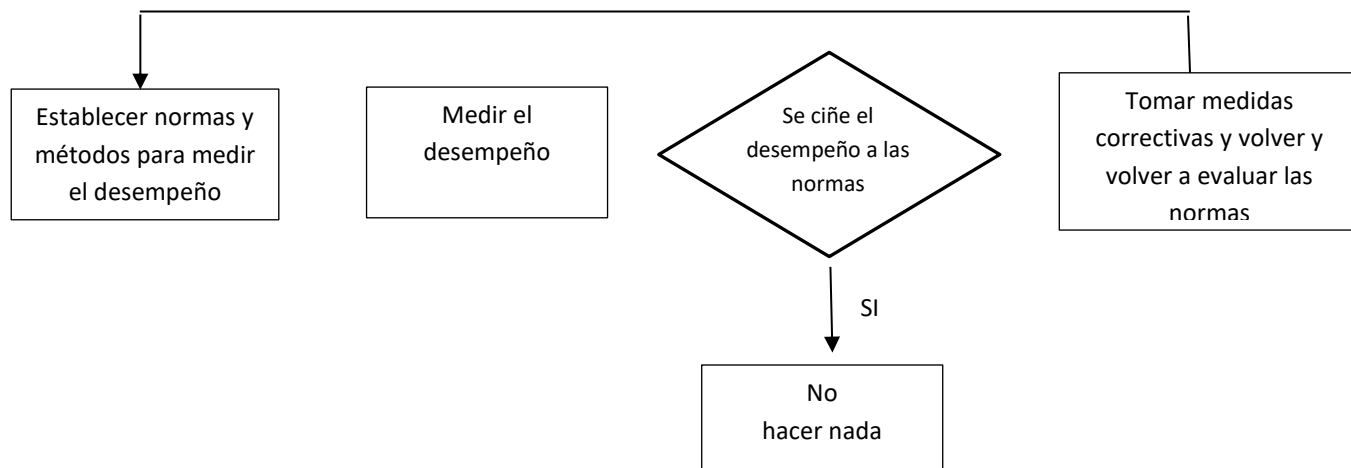 Establecer normas y
métodos para medir
el desempeño
Medir el
desempeño
Se ciñe el
desempeño a las
normas
Tomar medidas
correctivas y volver y
volver a evaluar las
normas
SI
No
hacer nada